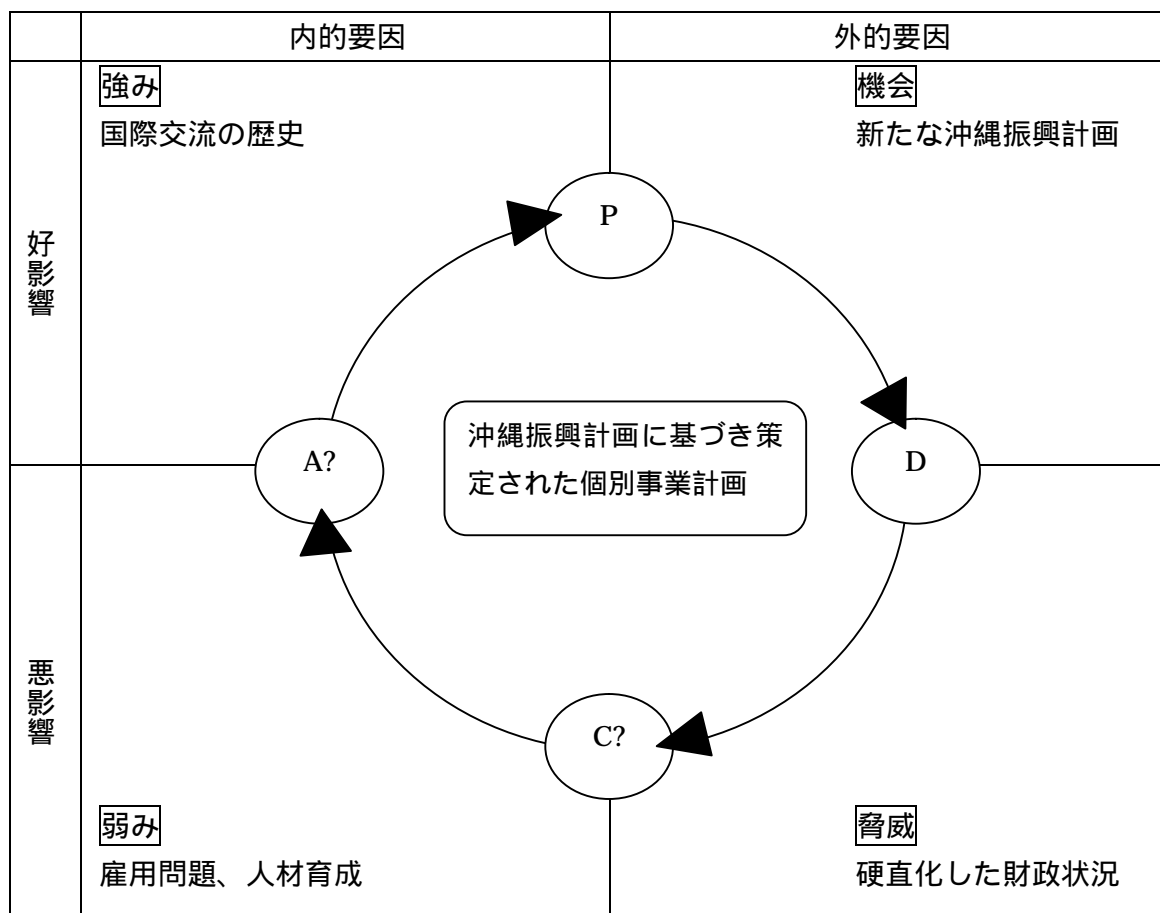 内的要因
外的要因
強み
国際交流の歴史
機会
新たな沖縄振興計画
好影響
P
A?
沖縄振興計画に基づき策
定された個別事業計画
D
悪影響
C?
弱み
雇用問題、人材育成
脅威
硬直化した財政状況